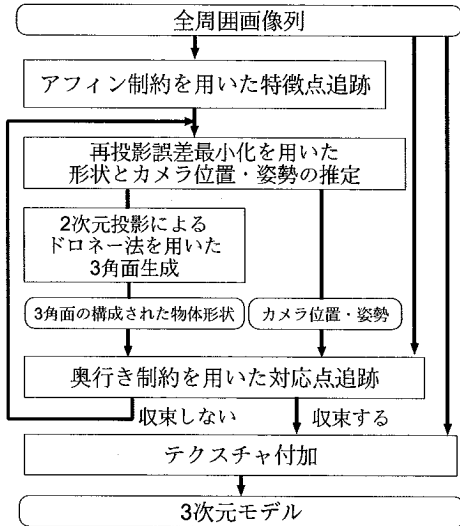 全周囲画像列
アフィン制約を用いた特徴点追跡
再投影誤差最小化を用いた
形状とカメラ位置・姿勢の推定
2次元投影による
ドロネー法を用いた
3角面生成
3角面の構成された物体形状
カメラ位置・姿勢
奥行き制約を用いた対応点追跡
収束しない
収束する
テクスチャ付加
3次元モデル